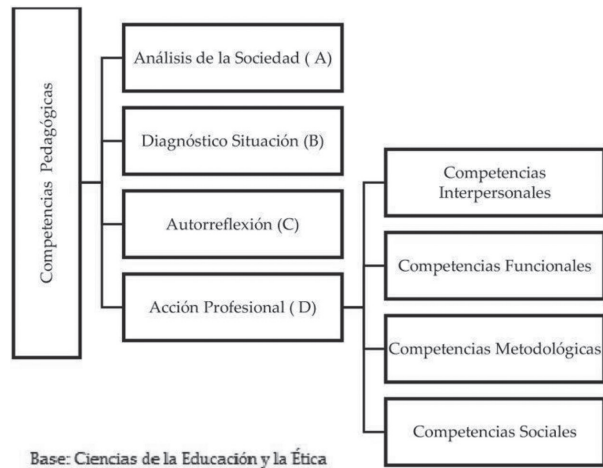 Competencias Pedagógicas
Análisis de la Sociedad ( A)
Diagnóstico Situación (B)
Autorreflexión (C)
Acción Profesional ( D)
Competencias
Interpersonales
Competencias Funcionales
Competencias Metodológicas
Competencias Sociales
Base: Ciencias de la Educación y la Ética